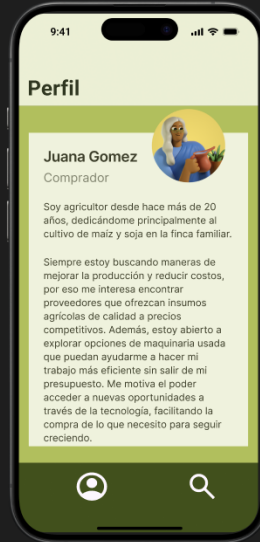 9:41
Perfil
Juana Gomez
Comprador
Soy agricultor desde hace más de 20
años, dedicándome principalmente al
cultivo de maíz y soja en la finca familiar.
Siempre estoy buscando maneras de
mejorar la producción y reducir costos,
por eso me interesa encontrar
proveedores que ofrezcan insumos
agrícolas de calidad a precios
competitivos. Además, estoy abierto a
explorar opciones de maquinaria usada
que puedan ayudarme a hacer mi
trabajo más eficiente sin salir de mi
presupuesto. Me motiva el poder
acceder a nuevas oportunidades a
través de la tecnología, facilitando la
compra de lo que necesito para seguir
creciendo.